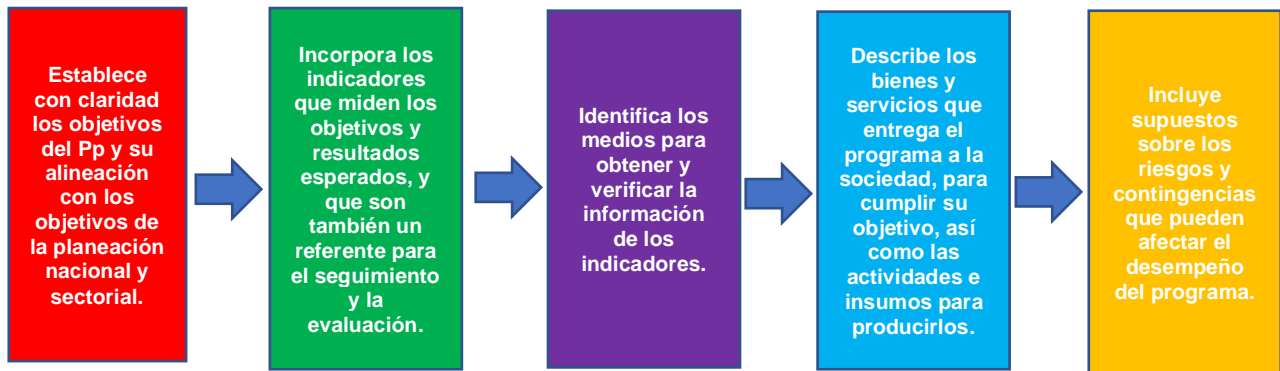 Establece
con claridad
los objetivos
del Pp y su
alineación
con los
objetivos de
la planeación
nacional y
sectorial.
Incorpora los
indicadores
que miden los
objetivos y
resultados
esperados, y
que son
también un
referente para
el seguimiento
y la
evaluación.
Identifica los
medios para
obtener y
verificar la
información
de los
indicadores.
Describe los
bienes y
servicios que
entrega el
programa a la
sociedad, para
cumplir su
objetivo, así
como las
actividades e
insumos para
producirlos.
Incluye
supuestos
sobre los
riesgos y
contingencias
que pueden
afectar el
desempeño
del programa.